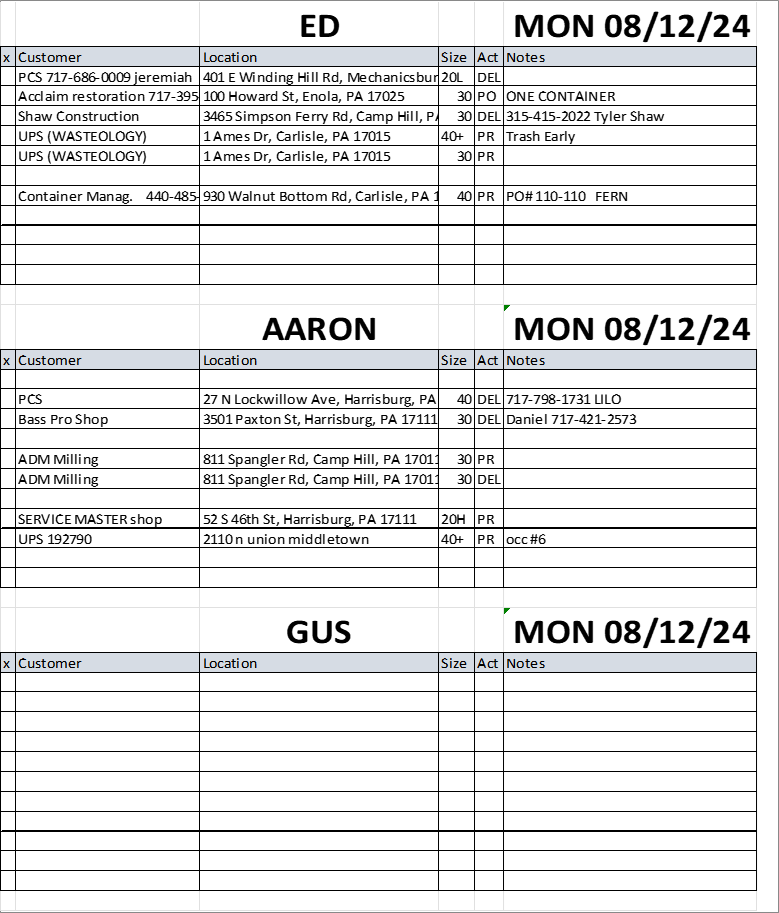 ED MON 08/12/24
x Customer Location Size Act Notes
PCS 717-686-0009 jeremiah 401 E Winding Hill Rd, Mechanicsbur 20L DEL
Acclaim restoration 717-395 100 Howard St, Enola, PA 17025 30 PO ONE CONTAINER
Shaw Construction 3465 Simpson Ferry Rd, Camp Hill, PA 30 DEL 315-415-2022 Tyler Shaw
UPS (WASTEOLOGY) 1 Ames Dr, Carlisle, PA 17015 40+ PR Trash Early
UPS (WASTEOLOGY) 1 Ames Dr, Carlisle, PA 17015 30 PR
Container Manag. 440-485- 930 Walnut Bottom Rd, Carlisle, PA 1 40 PR PO# 110-110 FERN
AARON MON 08/12/24
x Customer Location Size Act Notes
PCS 27 N Lockwillow Ave, Harrisburg, PA 40 DEL 717-798-1731 LILO
Bass Pro Shop 3501 Paxton St, Harrisburg, PA 17111 30 DEL Daniel 717-421-2573
ADM Milling 811 Spangler Rd, Camp Hill, PA 17011 30 PR
ADM Milling 811 Spangler Rd, Camp Hill, PA 17011 30 DEL
SERVICE MASTER shop 52 S 46th St, Harrisburg, PA 17111 20H PR
UPS 192790 2110 n union middletown 40+ PR occ #6
GUS MON 08/12/24
x Customer Location Size Act Notes